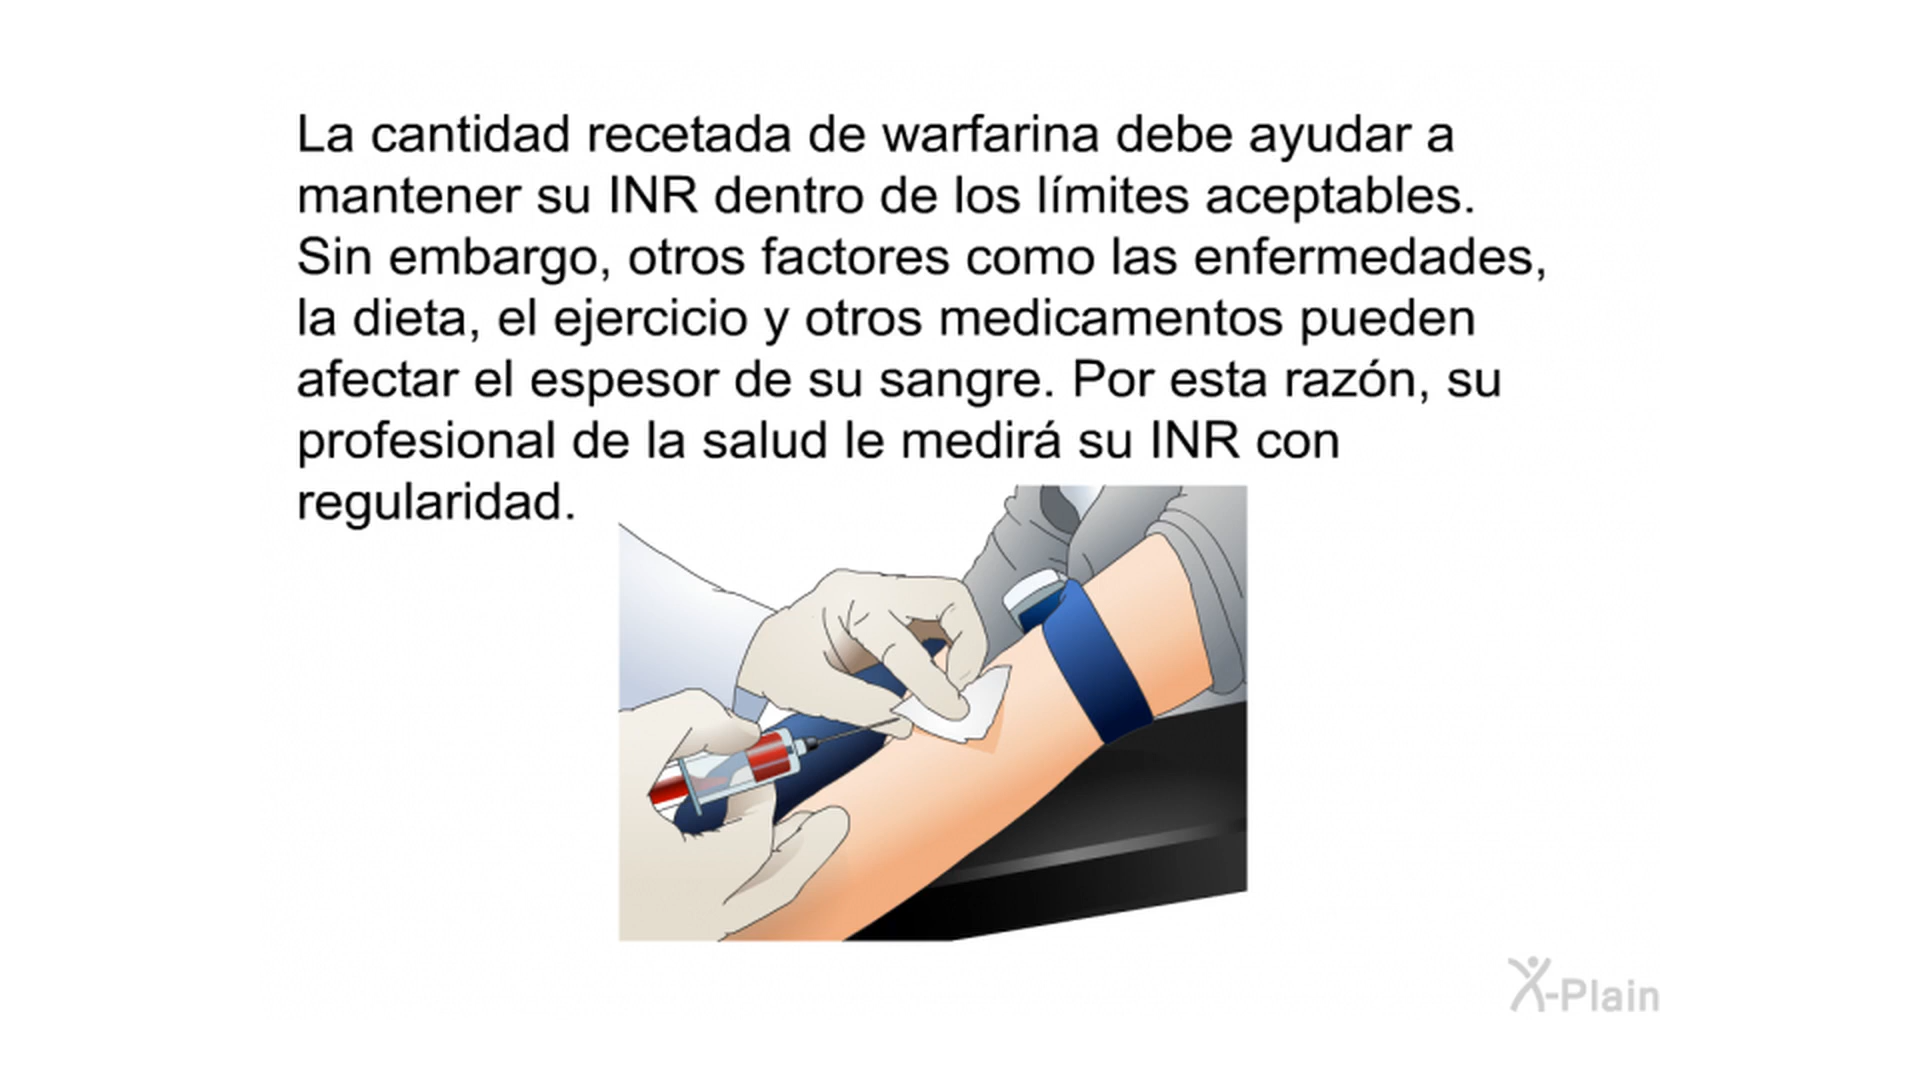 La cantidad recetada de warfarina debe ayudar a
mantener su INR dentro de los límites aceptables.
Sin embargo, otros factores como las enfermedades,
la dieta, el ejercicio y otros medicamentos pueden
afectar el espesor de su sangre. Por esta razón, su
profesional de la salud le medirá su INR con
regularidad.
X-Plain